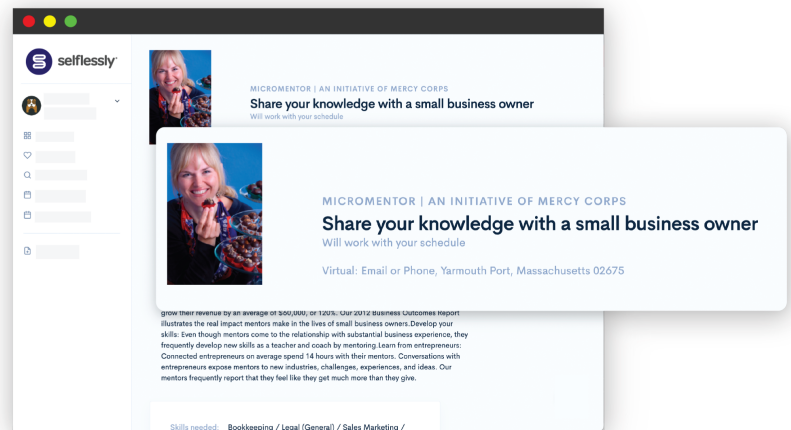 selflessly
MICROMENTOR | AN INITIATIVE OF MERCY CORPS
Share your knowledge with a small business owner
Will work with your schedule
MICROMENTOR | AN INITIATIVE OF MERCY CORPS
Share your knowledge with a small business owner
Will work with your schedule
Virtual: Email or Phone, Yarmouth Port, Massachusetts 02675
grow their revenue by an average of $60,000, or 120%. Our 2012 Business Outcomes Report
illustrates the real impact mentors make in the lives of small business owners.Develop your
skills: Even though mentors come to the relationship with substantial business experience, they
frequently develop new skills as a teacher and coach by mentoring.Learn from entrepreneurs:
Connected entrepreneurs on average spend 14 hours with their mentors. Conversations with
entrepreneurs expose mentors to new industries, challenges, experiences, and ideas. Our
mentors frequently report that they feel like they get much more than they give.
Skills needed: Bookkeeping / Legal (General) / Sales Marketing /